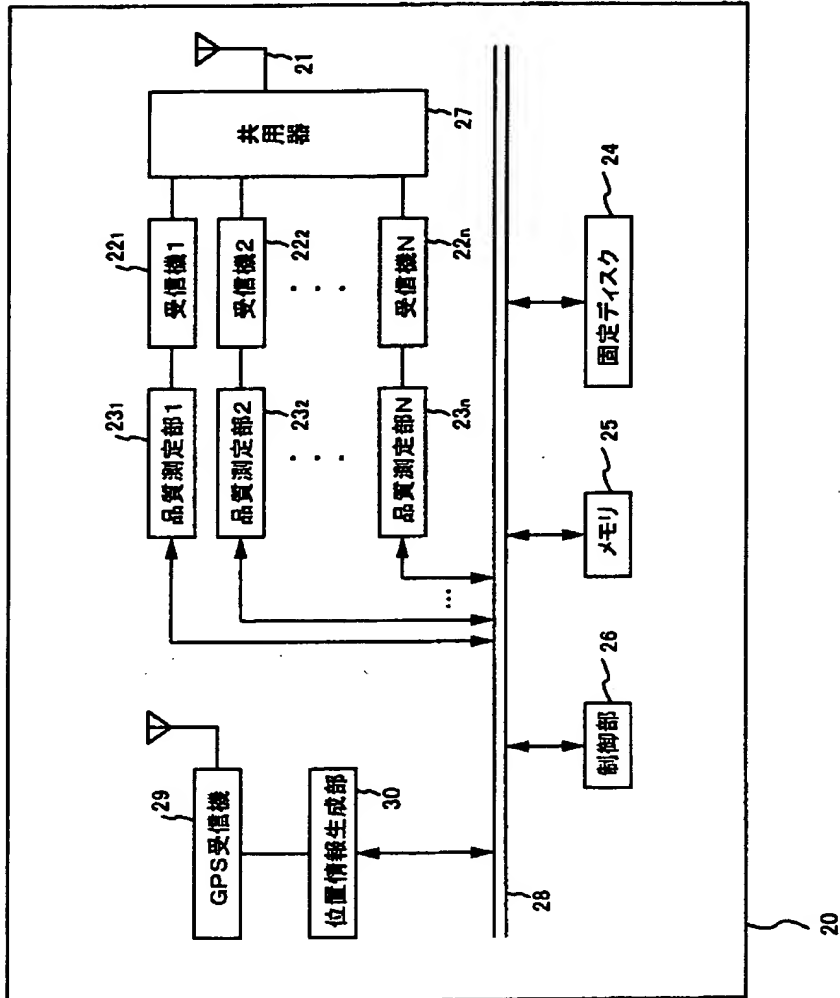 21
共用器
27
221
受信機1
222
受信機2
・・・
22n
受信機N
231
品質測定部1
232
品質測定部2
・・・
23n
品質測定部N
...
29
GPS受信機
30
位置情報生成部
28
26
制御部
25
メモリ
24
固定ディスク
20